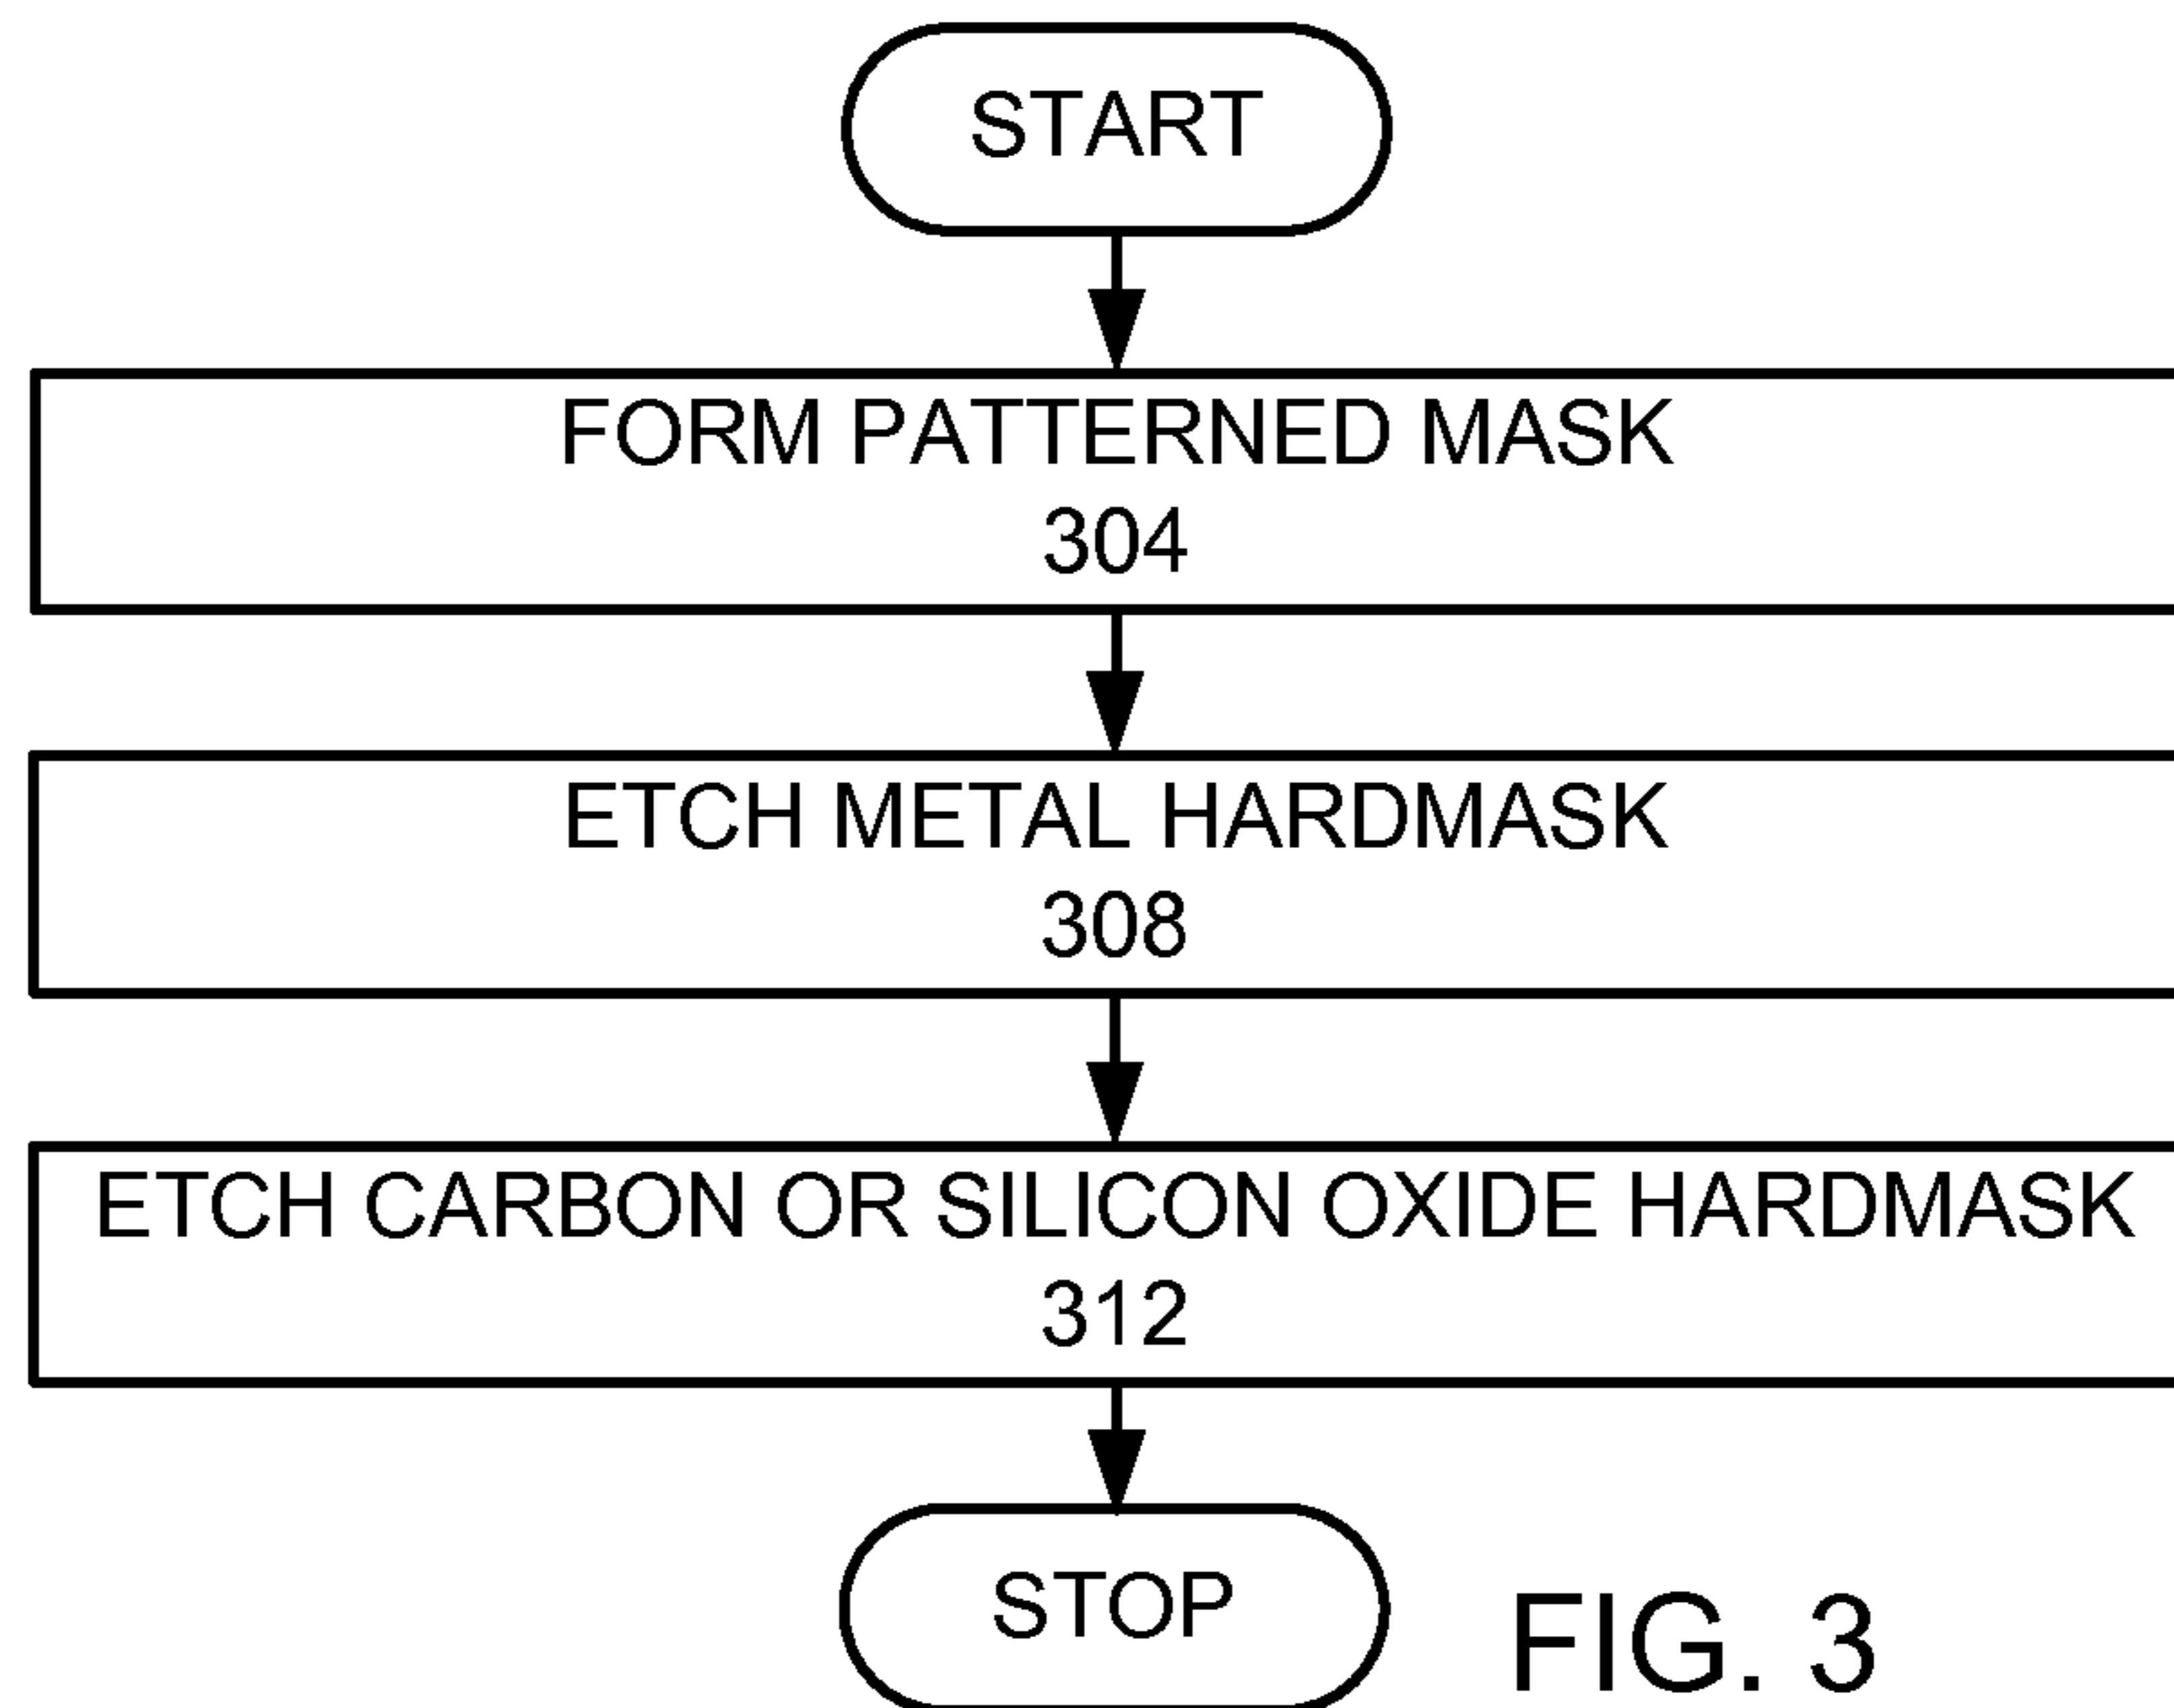 START
FORM PATTERNED MASK
304
ETCH METAL HARDMASK
308
ETCH CARBON OR SILICON OXIDE HARDMASK
312
STOP
FIG. 3